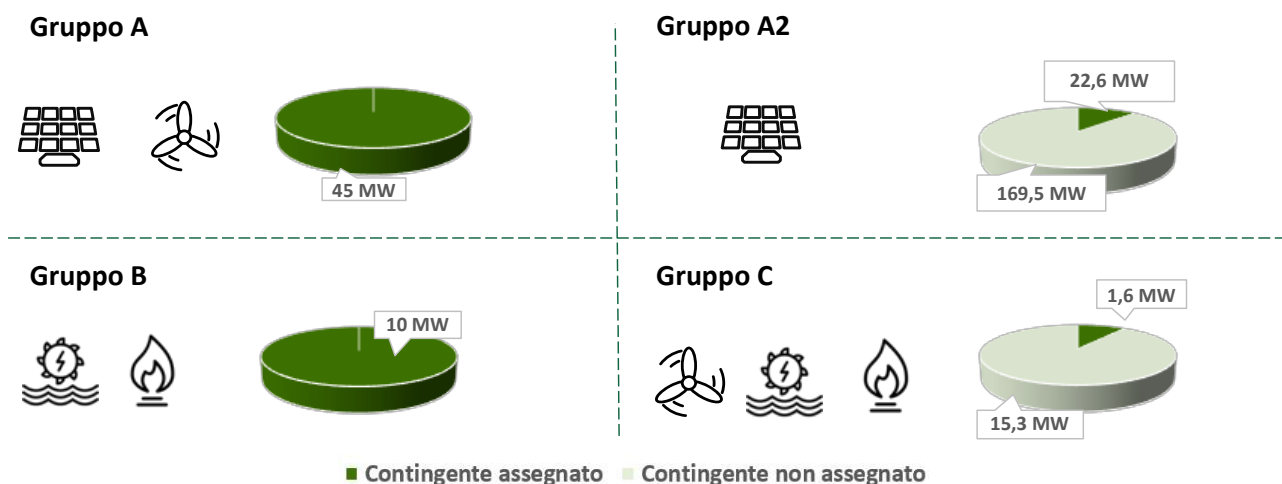 Gruppo A
45 MW
Gruppo A2
22,6 MW
169,5 MW
Gruppo B
10 MW
Gruppo C
1,6 MW
15,3 MW
Contingente assegnato
Contingente non assegnato